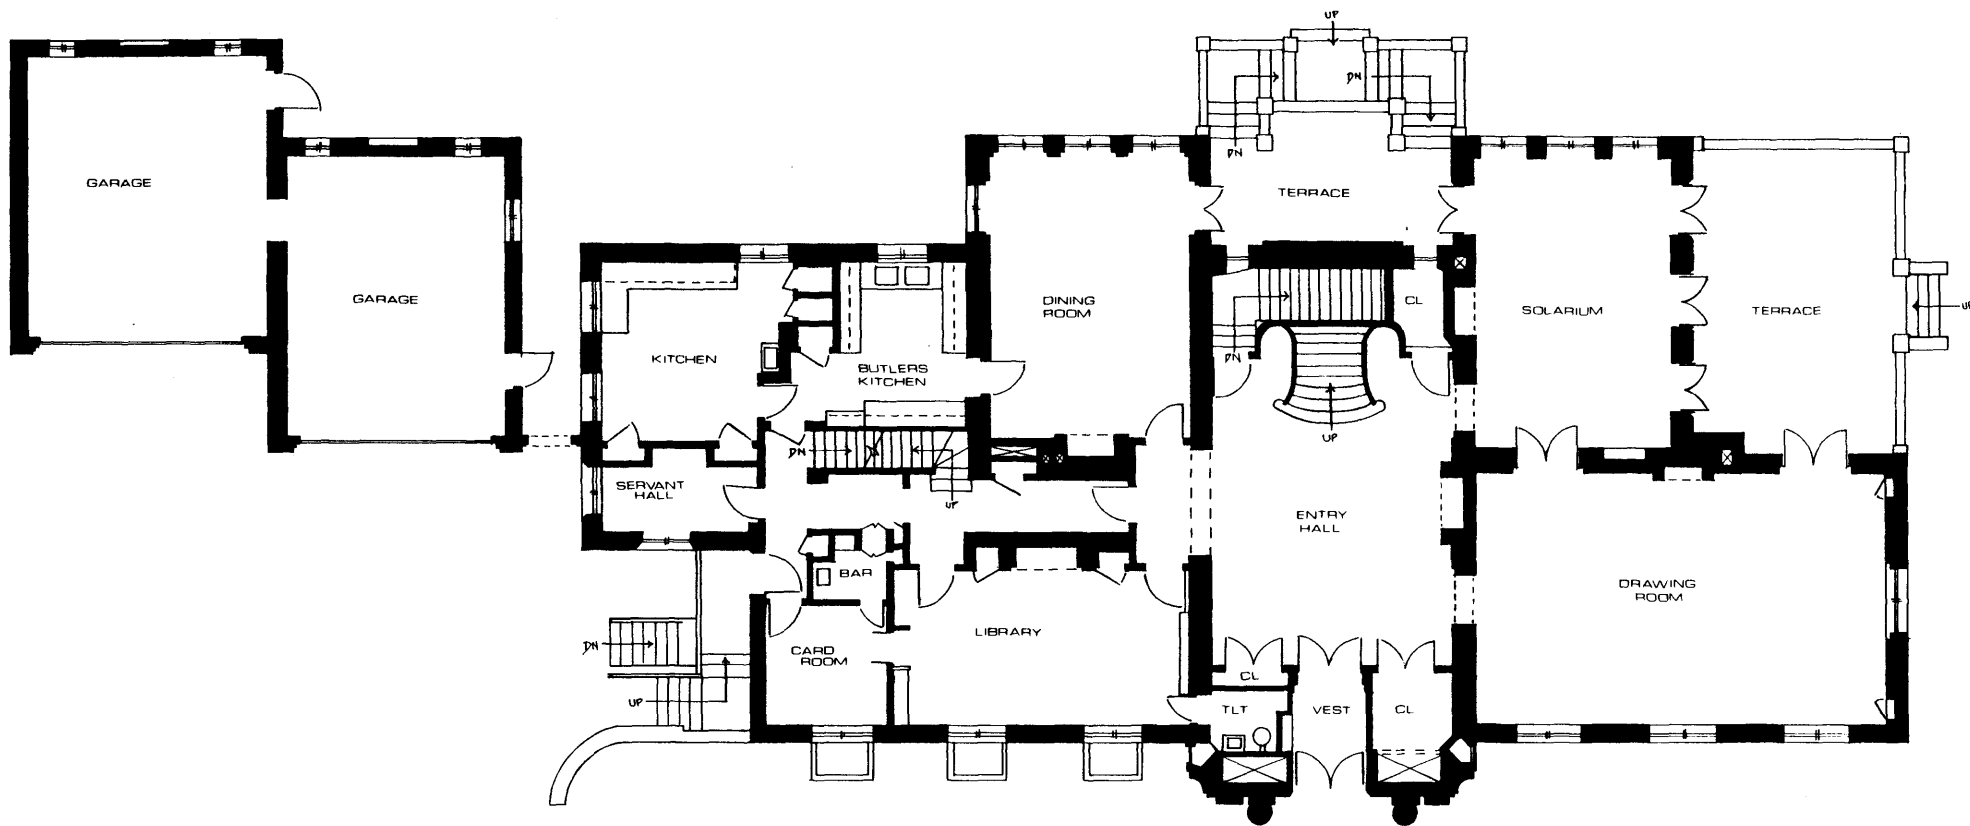 UP
DN
DN
GARAGE
TERRACE
GARAGE
DINING
ROOM
CL
SOLARIUM
TERRACE
UP
KITCHEN
DN
BUTLERS
KITCHEN
UP
DN
SERVANT
HALL
UP
ENTRY
HALL
BAR
DRAWING
ROOM
LIBRARY
DN
CARD
ROOM
CL
UP
TLT
VEST
CL